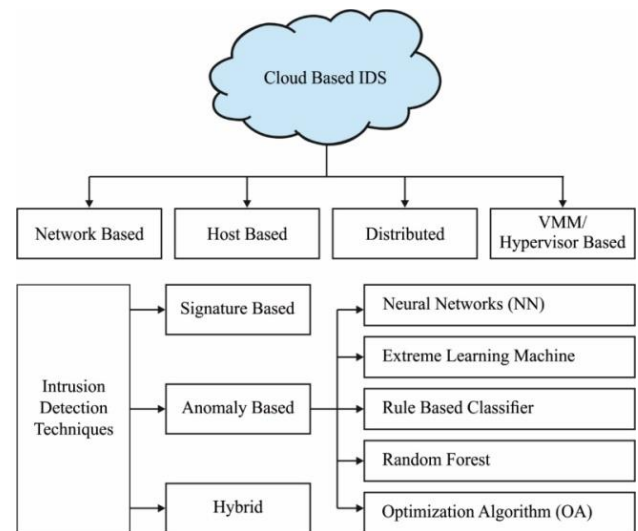 Cloud Based IDS
Network Based
Host Based
Distributed
VMM/
Hypervisor Based
Intrusion
Detection
Techniques
Signature Based
Anomaly Based
Hybrid
Neural Networks (NN)
Extreme Learning Machine
Rule Based Classifier
Random Forest
Optimization Algorithm (OA)